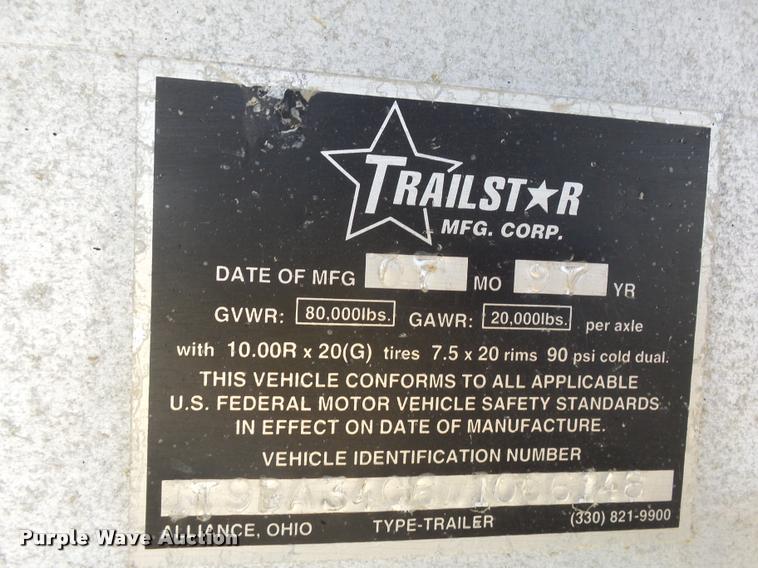 TRAILSTAR
MFG. CORP.
DATE OF MFG 07 MO 97 YR
GVWR: 80,000lbs. GAWR: 20,000lbs. per axle
with 10.00R x 20(G) tires 7.5 x 20 rims 90 psi cold dual.
THIS VEHICLE CONFORMS TO ALL APPLICABLE
U.S. FEDERAL MOTOR VEHICLE SAFETY STANDARDS
IN EFFECT ON DATE OF MANUFACTURE.
VEHICLE IDENTIFICATION NUMBER
ALLIANCE, OHIO TYPE-TRAILER (330) 821-9900
Purple Wave Auction